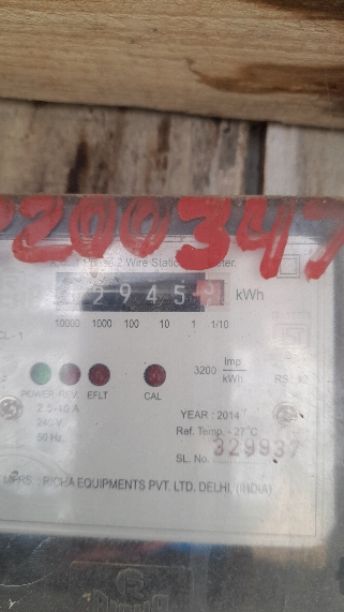 200347
2 Wire Static
2945
kWh
10000 1000 100 10 1 1/10
CL-1
3200 Imp/kWh
POWER REV. EFLT CAL
RS.
2.5-10 A
240 V
50 Hz
YEAR : 2014
Ref. Temp. - 27°C
SL. No. 329937
MFRS. : RICHA EQUIPMENTS PVT. LTD. DELHI, (INDIA)